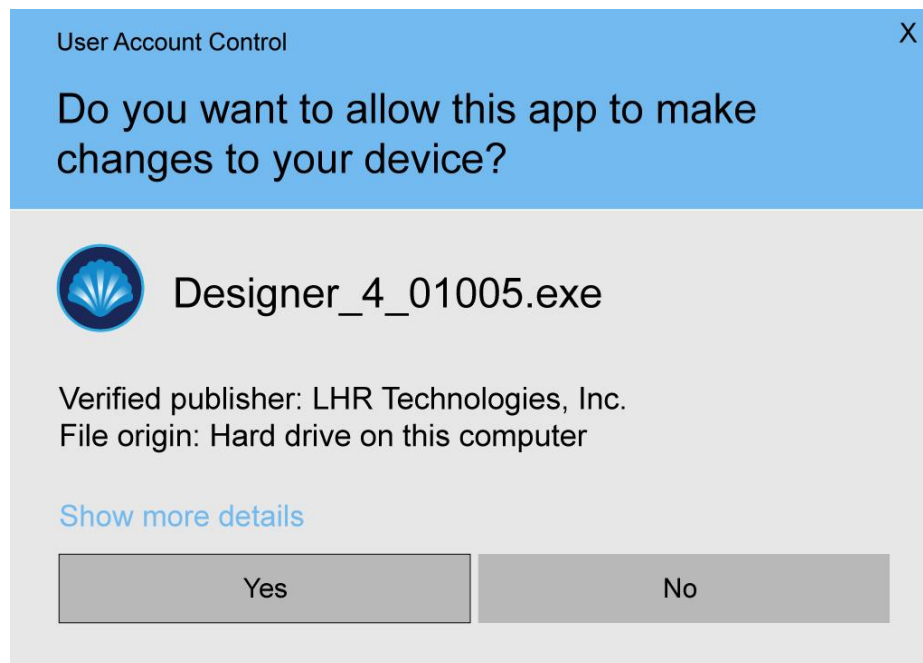 User Account Control
X
Do you want to allow this app to make
changes to your device?
Designer_4_01005.exe
Verified publisher: LHR Technologies, Inc.
File origin: Hard drive on this computer
Show more details
Yes
No